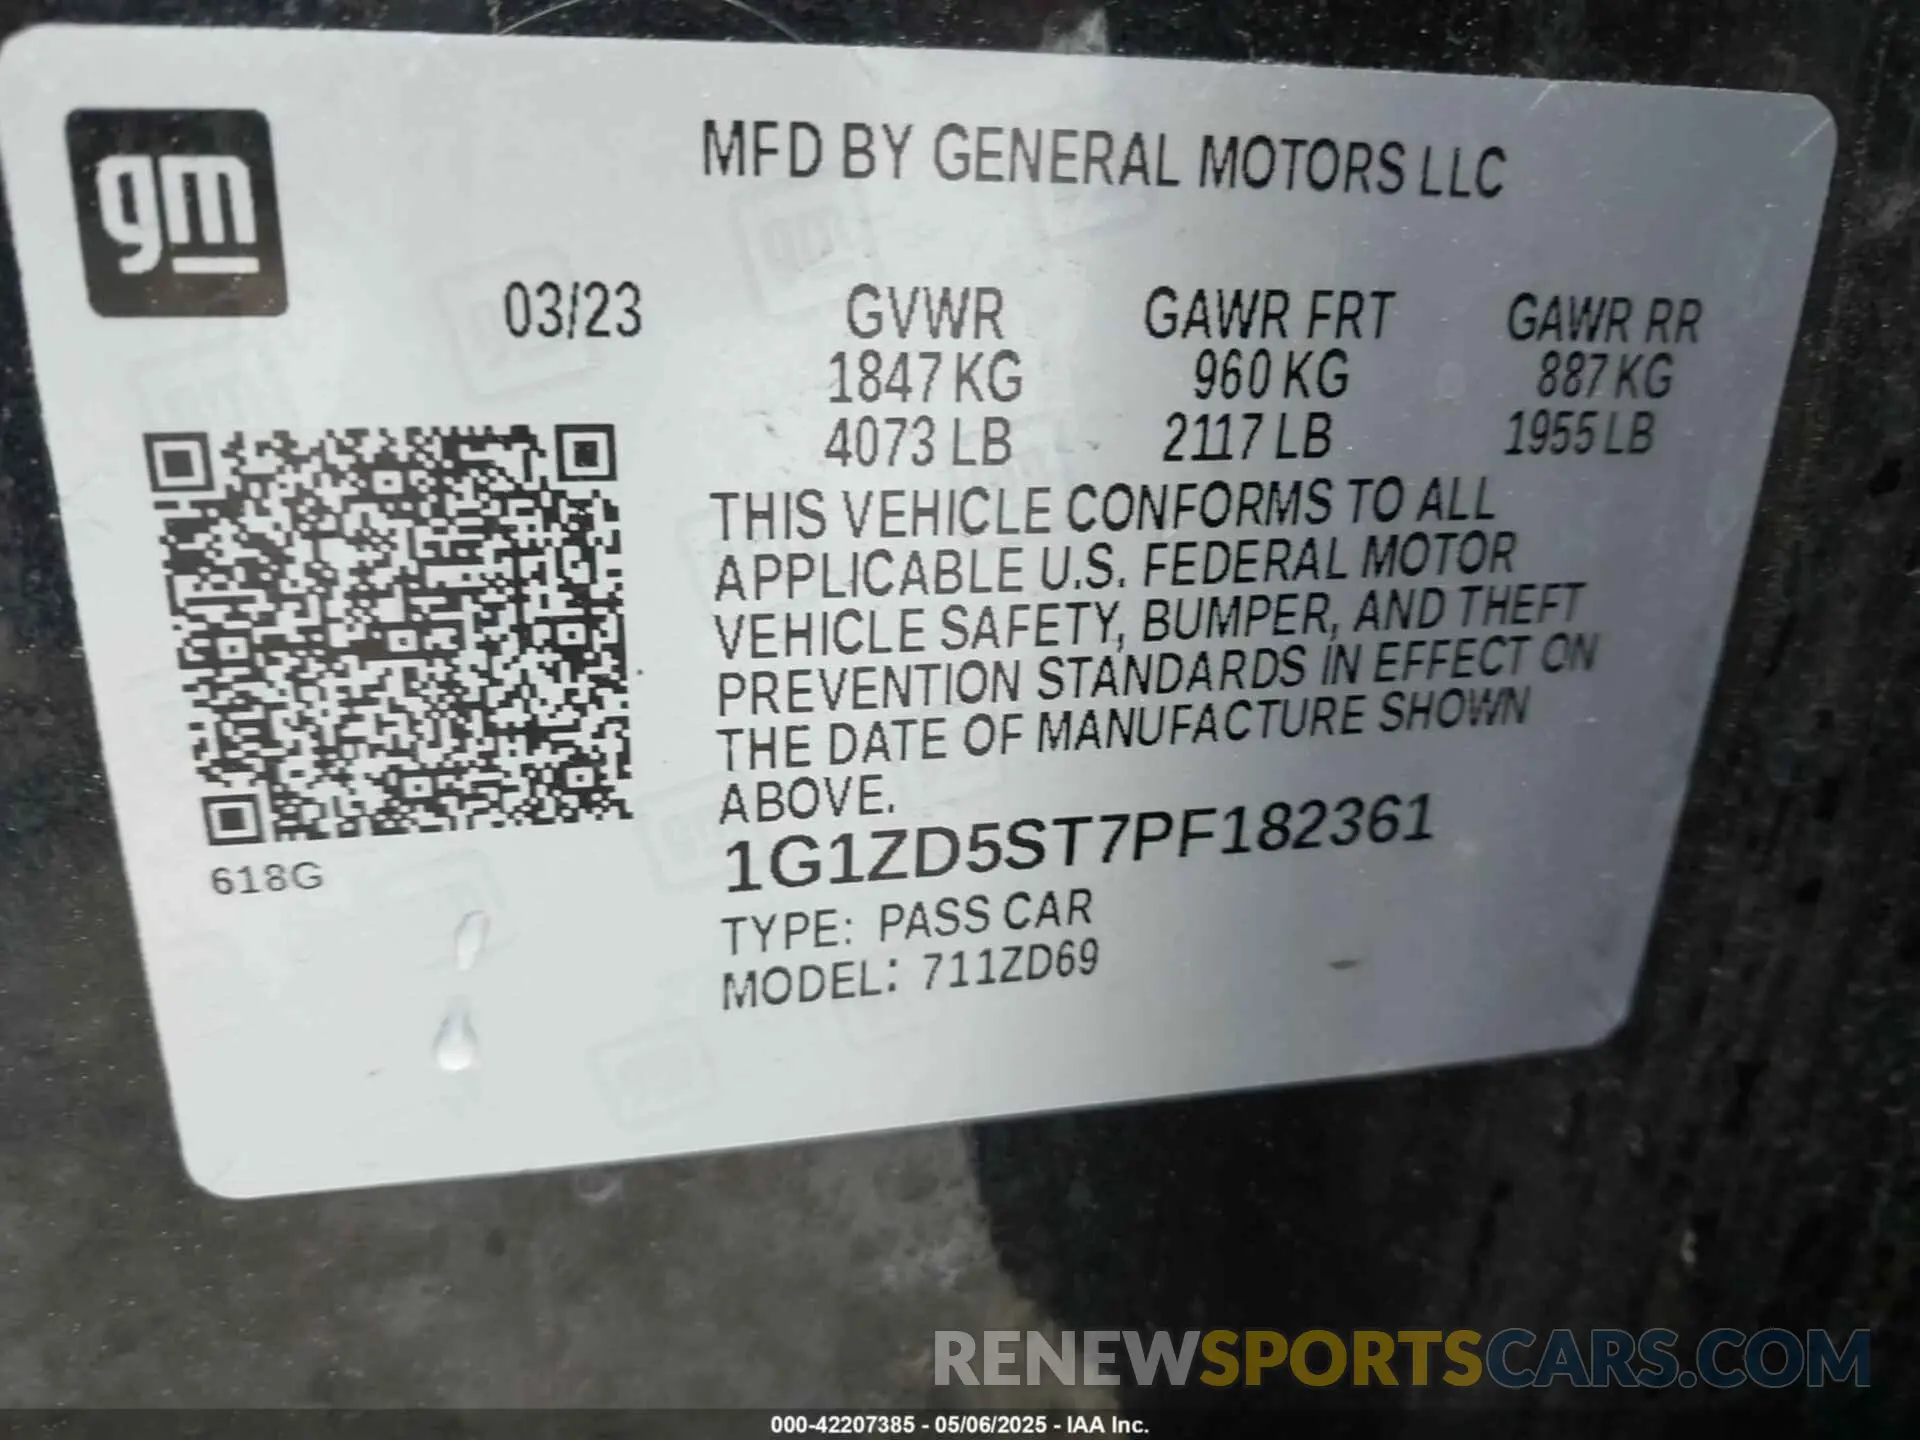 gm
MFD BY GENERAL MOTORS LLC
03/23
GVWR GAWR FRT GAWR RR
1847 KG 960 KG 887 KG
4073 LB 2117 LB 1955 LB
THIS VEHICLE CONFORMS TO ALL
APPLICABLE U.S. FEDERAL MOTOR
VEHICLE SAFETY, BUMPER, AND THEFT
PREVENTION STANDARDS IN EFFECT ON
THE DATE OF MANUFACTURE SHOWN
ABOVE.
1G1ZD5ST7PF182361
618G
TYPE: PASS CAR
MODEL: 711ZD69
RENEWSPORTSCARS.COM
000-42207385 - 05/06/2025 - IAA Inc.